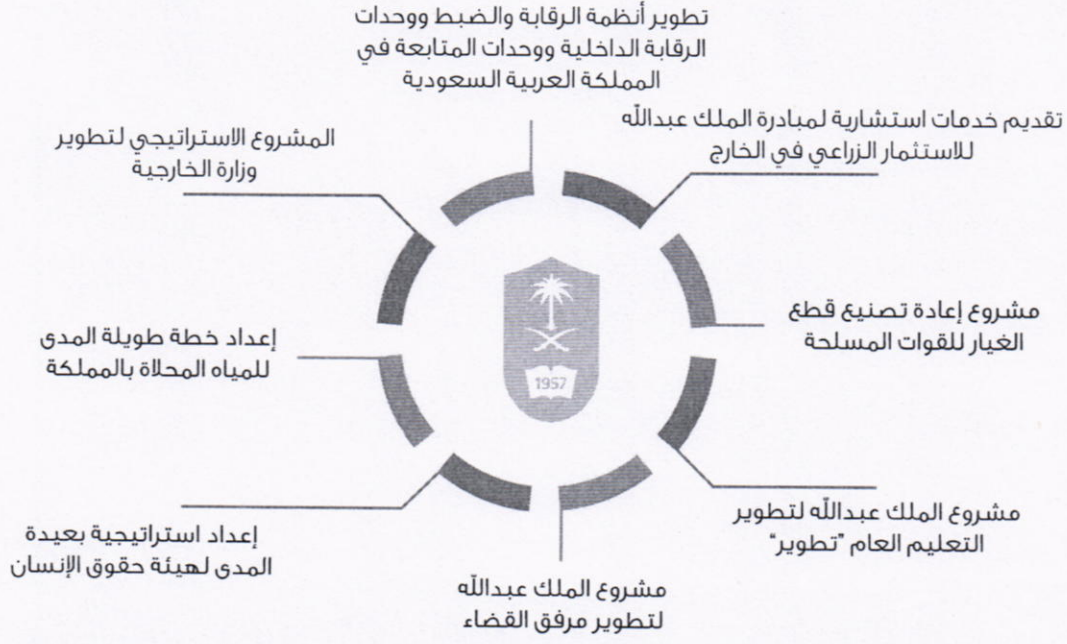 تطوير أنظمة الرقابة والضبط ووحدات
الرقابة الداخلية ووحدات المتابعة في
المملكة العربية السعودية
تقديم خدمات استشارية لمبادرة الملك عبدالله
للاستثمار الزراعي في الخارج
مشروع إعادة تصنيع قطع
الغيار للقوات المسلحة
مشروع الملك عبدالله لتطوير
التعليم العام "تطوير"
مشروع الملك عبدالله
لتطوير مرفق القضاء
إعداد استراتيجية بعيدة
المدى لهيئة حقوق الإنسان
إعداد خطة طويلة المدى
للمياه المحلاة بالمملكة
المشروع الاستراتيجي لتطوير
وزارة الخارجية
1957